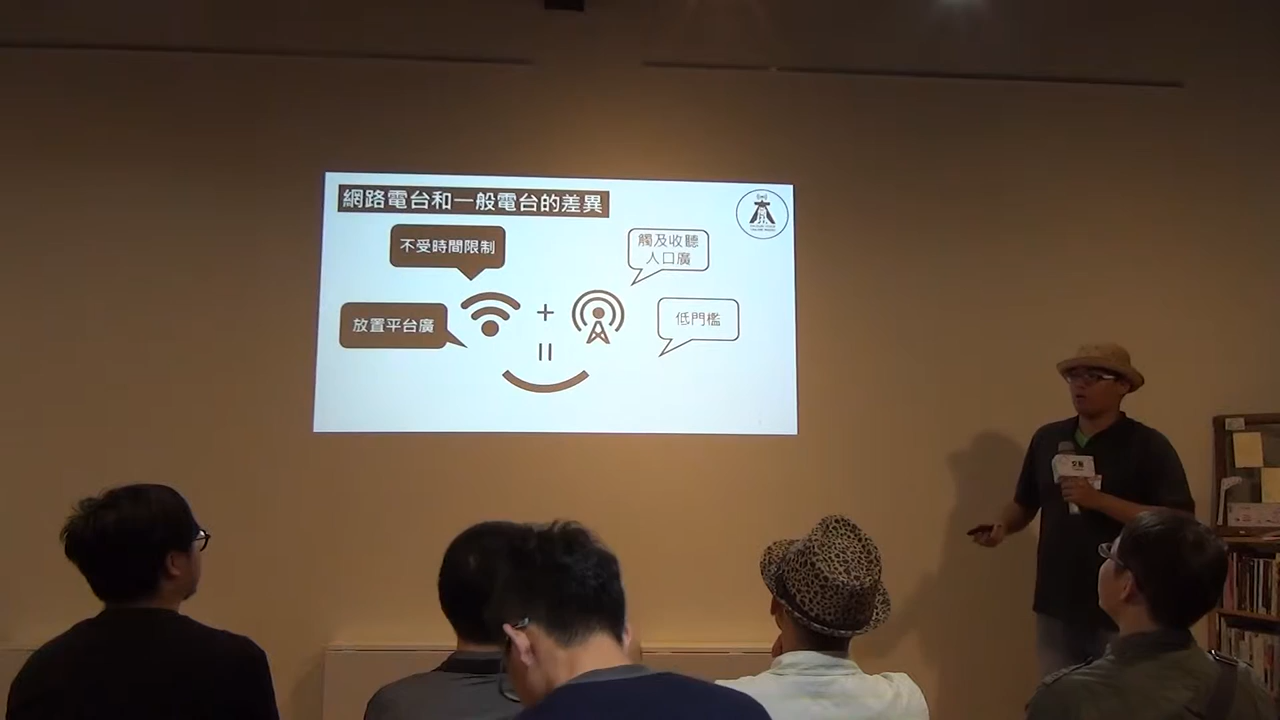 網路電台和一般電台的差異
不受時間限制
觸及收聽
人口廣
放置平台廣
低門檻